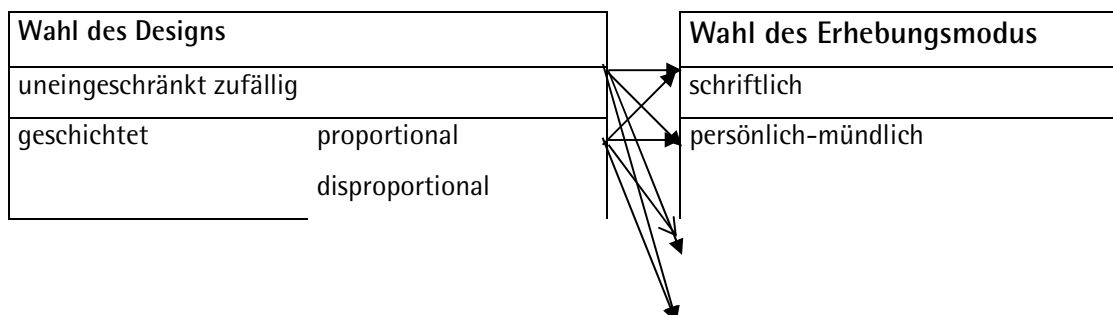 Wahl des Designs
uneingeschränkt zufällig
geschichtet proportional
disproportional
Wahl des Erhebungsmodus
schriftlich
persönlich-mündlich